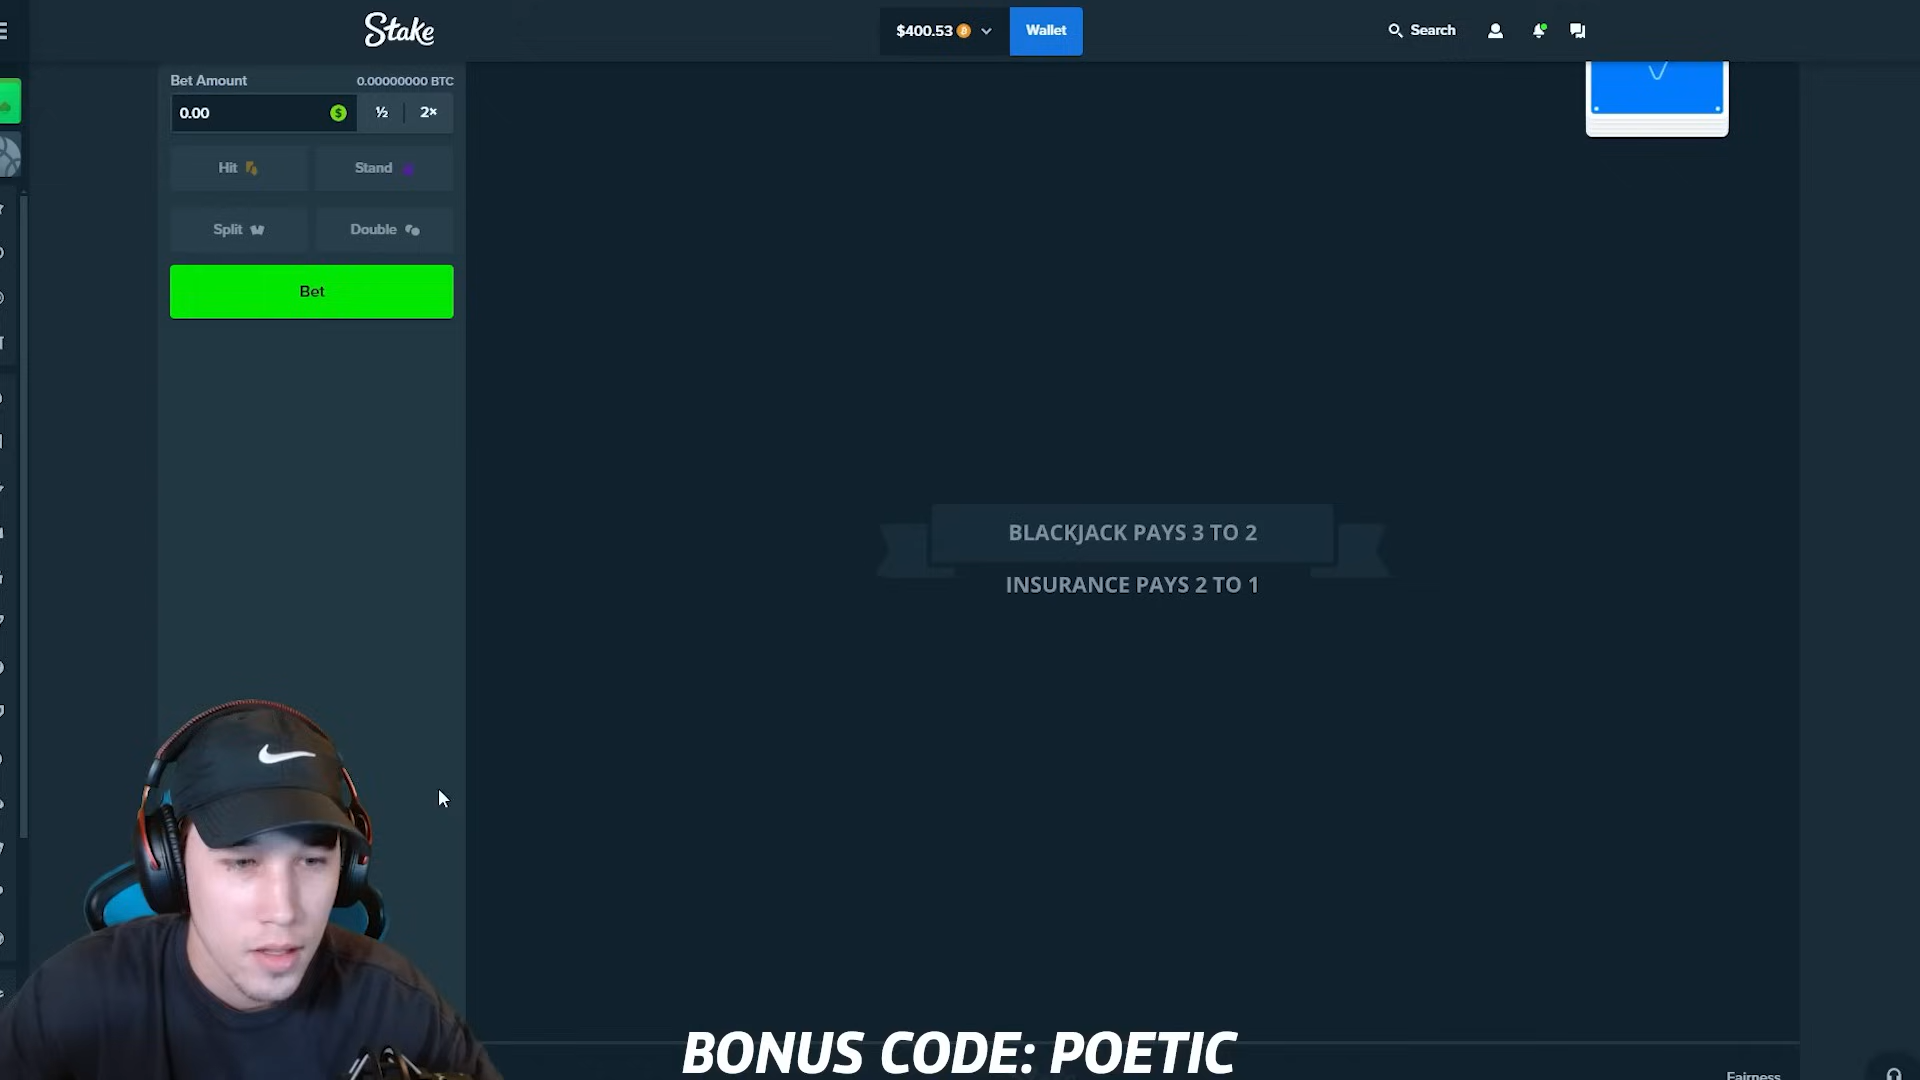 Stake
$400.53
Wallet
Search
Bet Amount
0.00000000 BTC
0.00
½
2×
Hit
Stand
Split
Double
Bet
BLACKJACK PAYS 3 TO 2
INSURANCE PAYS 2 TO 1
BONUS CODE: POETIC
Fairness